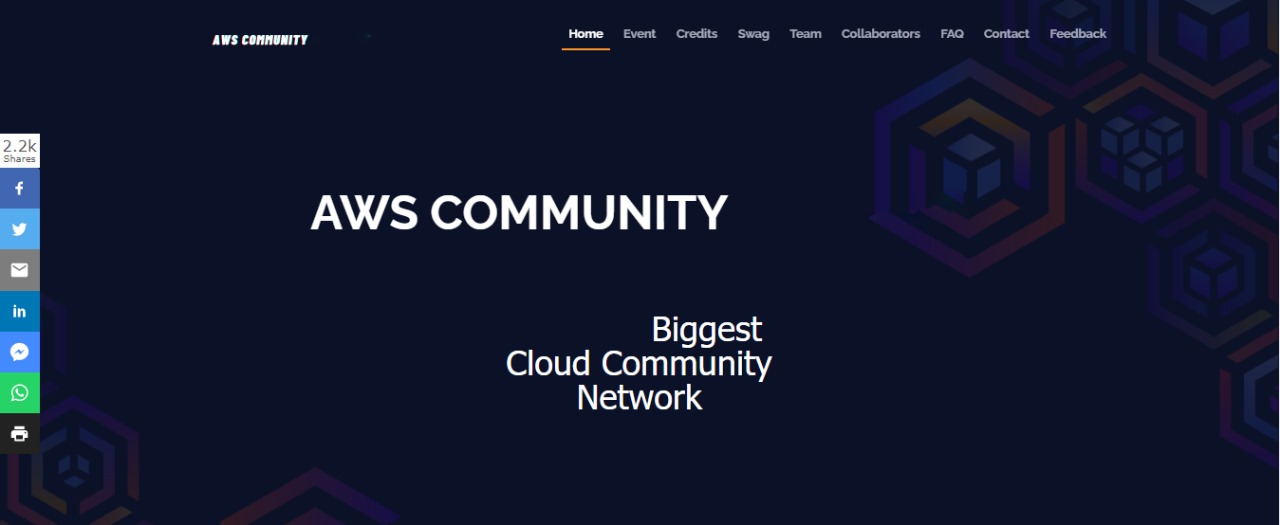 AWS COMMUNITY
Home Event Credits Swag Team Collaborators FAQ Contact Feedback
2.2k
Shares
AWS COMMUNITY
Biggest
Cloud Community
Network